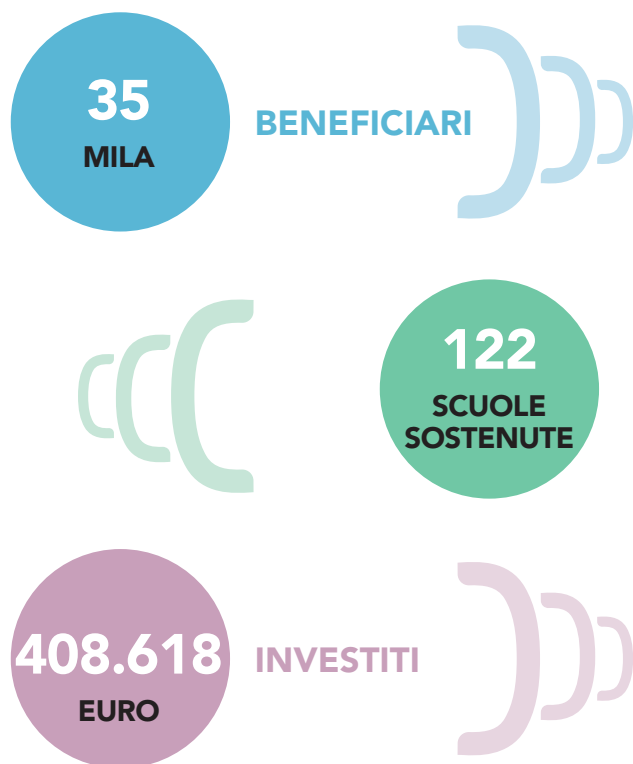 35
MILA
BENEFICIARI
122
SCUOLE
SOSTENUTE
408.618
EURO
INVESTITI